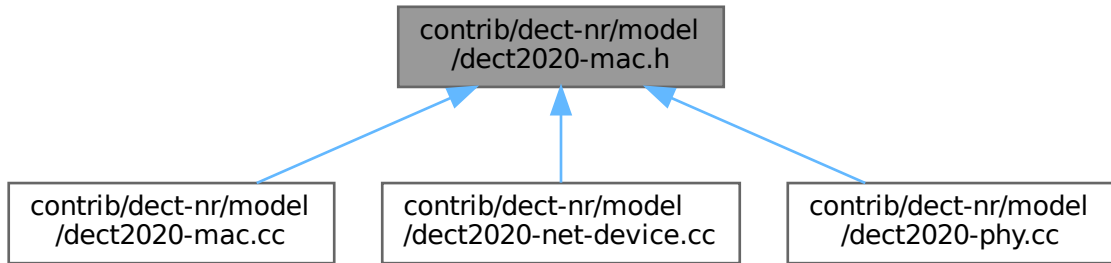 contrib/dect-nr/model
/dect2020-mac.h
contrib/dect-nr/model
/dect2020-mac.cc
contrib/dect-nr/model
/dect2020-net-device.cc
contrib/dect-nr/model
/dect2020-phy.cc